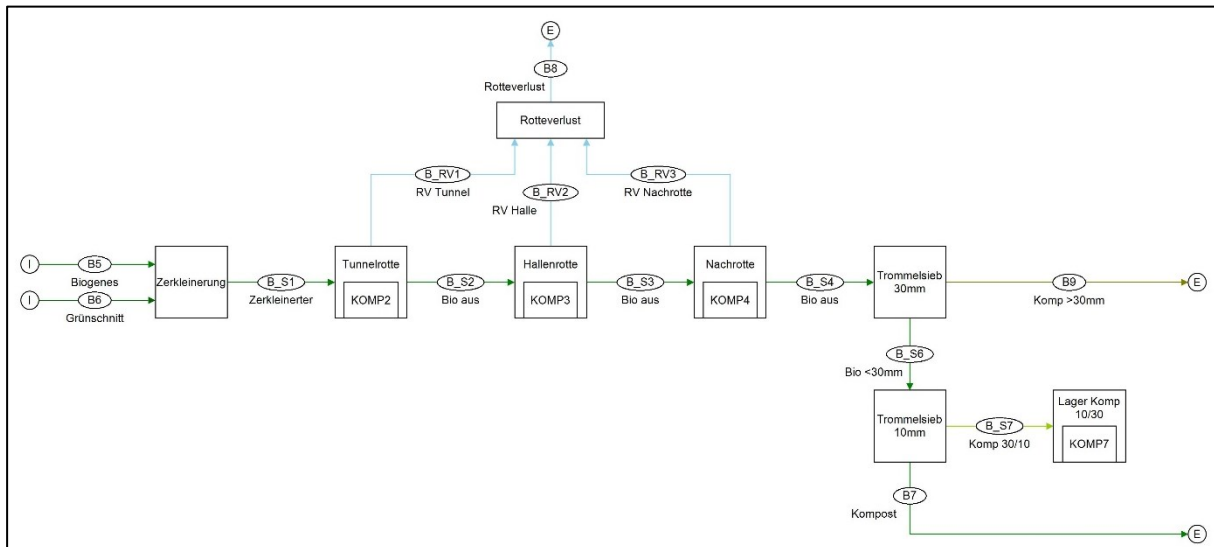 E
B8
Rotteverlust
Rotteverlust
B_RV1
RV Tunnel
B_RV2
RV Halle
B_RV3
RV Nachrotte
I
B5
Biogenes
I
B6
Grünschnitt
Zerkleinerung
B_S1
Zerkleinerter
Tunnelrotte
KOMP2
B_S2
Bio aus
Hallenrotte
KOMP3
B_S3
Bio aus
Nachrotte
KOMP4
B_S4
Bio aus
Trommelsieb
30mm
B9
Komp >30mm
E
B_S6
Bio <30mm
Trommelsieb
10mm
B_S7
Komp 30/10
Lager Komp
10/30
KOMP7
B7
Kompost
E